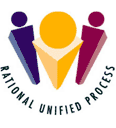 RATIONAL UNIFIED PROCESS